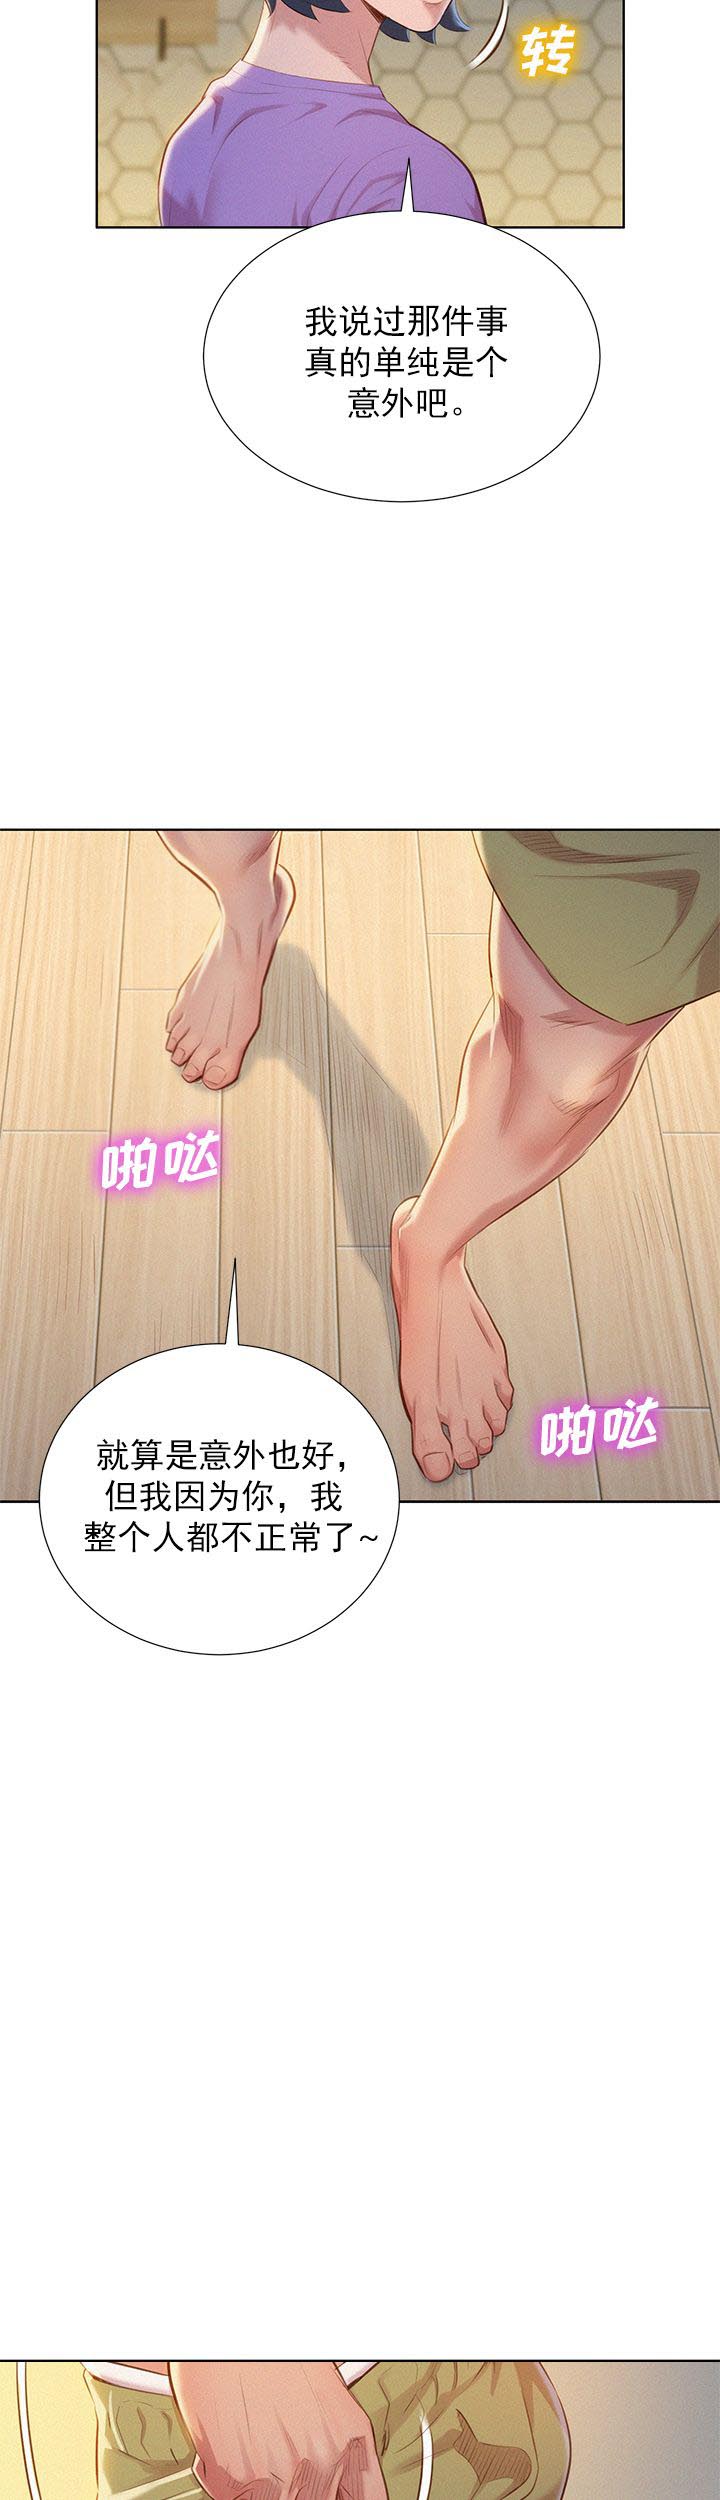 转
我说过那件事
真的单纯是个
意外吧。
啪哒
啪哒
就算是意外也好，
但我因为你，我
整个人都不正常了~